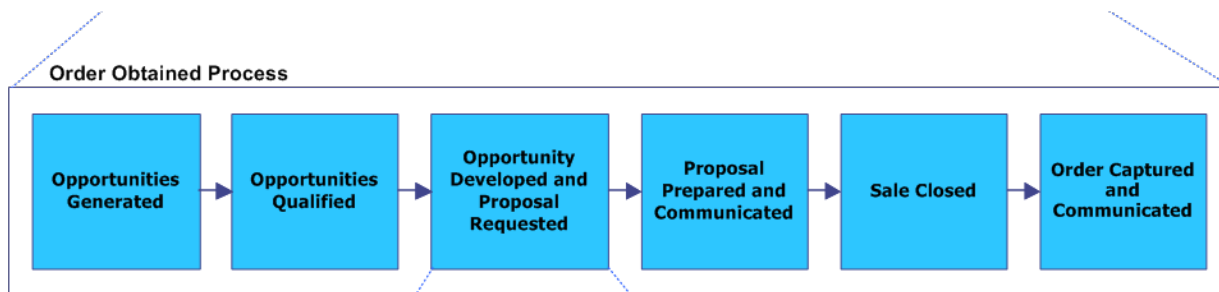 Order Obtained Process
Opportunities
Generated
Opportunities
Qualified
Opportunity
Developed and
Proposal
Requested
Proposal
Prepared and
Communicated
Sale Closed
Order Captured
and
Communicated